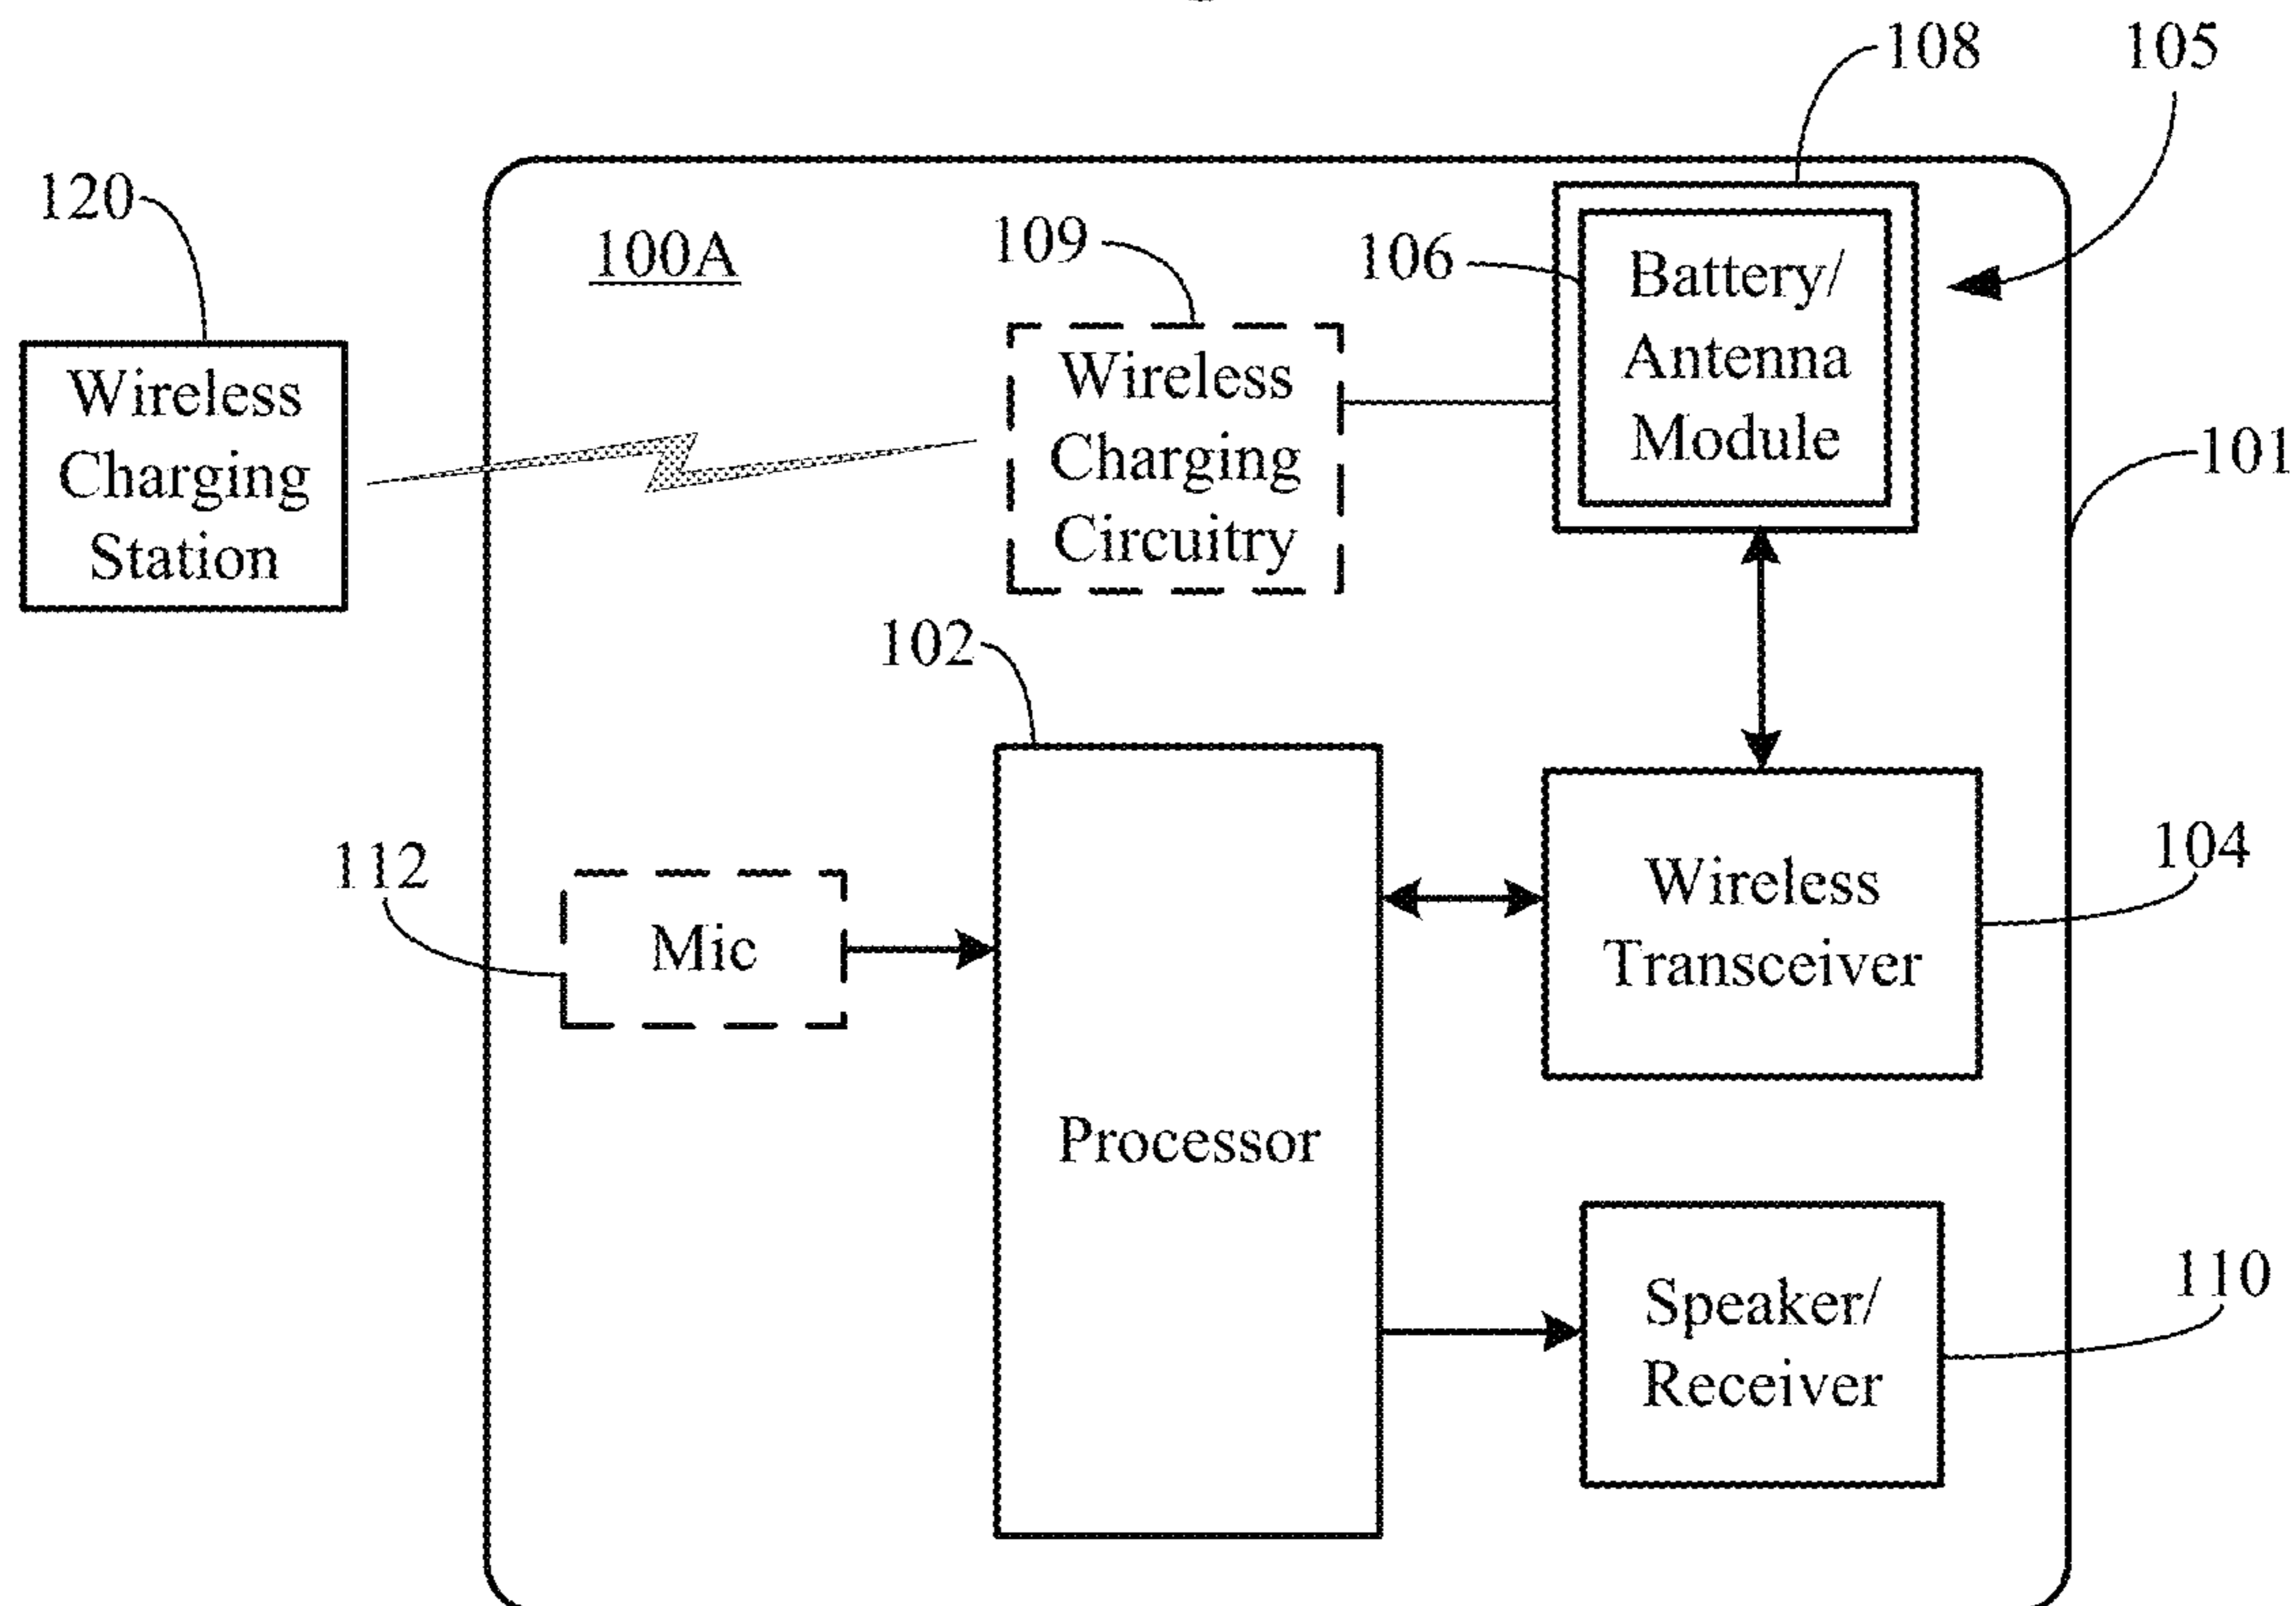 108
105
120
100A
109
106
Battery/
Antenna
Module
Wireless
Charging
Station
Wireless
Charging
Circuitry
101
102
112
Mic
Processor
Wireless
Transceiver
104
Speaker/
Receiver
110